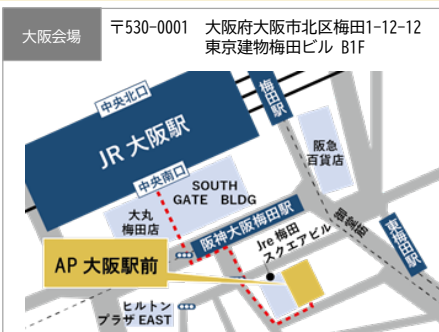 大阪会場
〒530-0001 大阪府大阪市北区梅田1-12-12
東京建物梅田ビル B1F
中央北口
梅田駅
JR 大阪駅
阪急
百貨店
中央南口
SOUTH
GATE BLDG
大丸
梅田店
阪神大阪梅田駅
御堂筋
東梅田駅
Jre 梅田
スクエアビル
AP 大阪駅前
ヒルトン
プラザ EAST